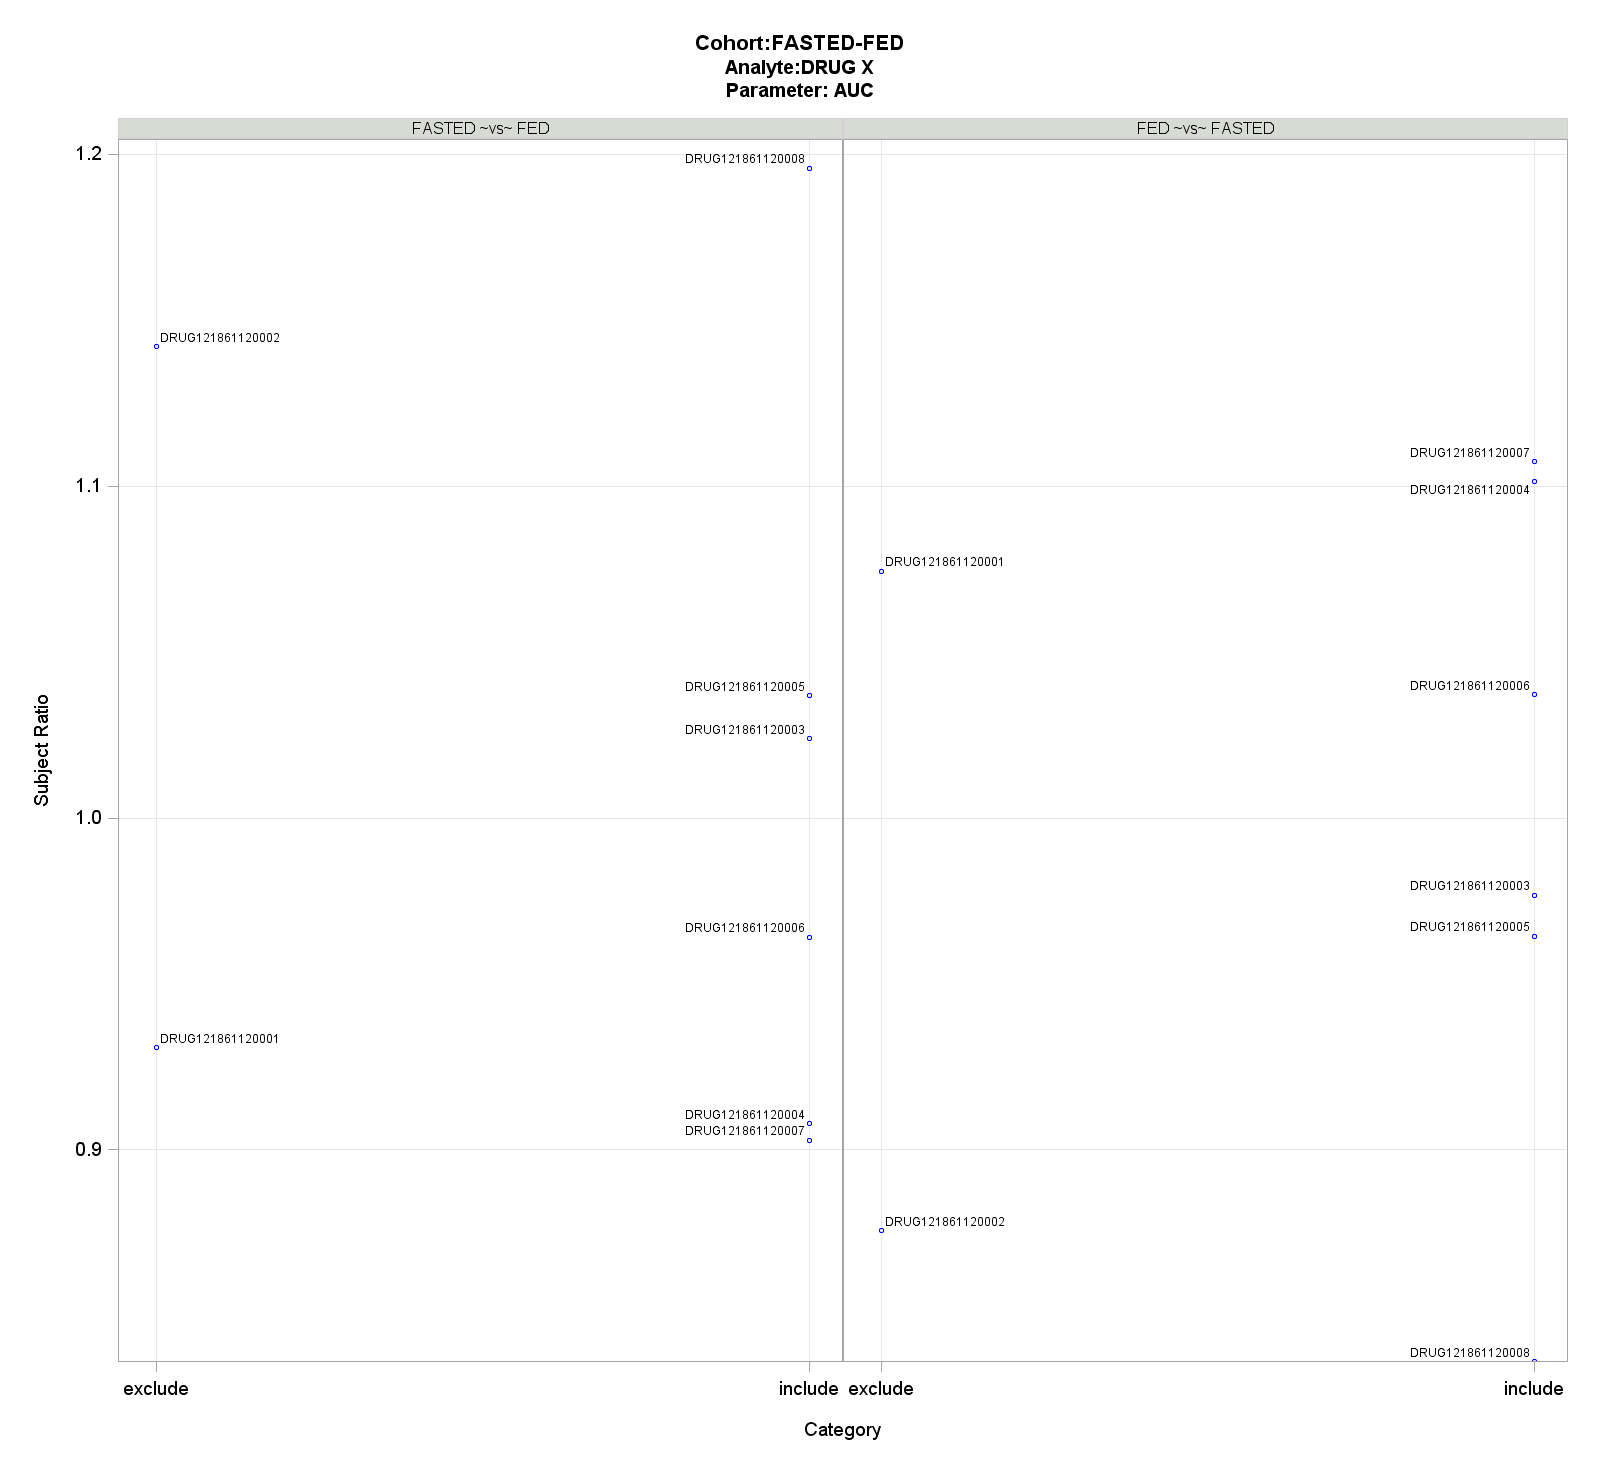 Cohort:FASTED-FED
Analyte:DRUG X
Parameter: AUC
FASTED ~vs~ FED
FED ~vs~ FASTED
1.2
DRUG121861120008
DRUG121861120002
DRUG121861120007
1.1
DRUG121861120004
DRUG121861120001
DRUG121861120005
DRUG121861120006
DRUG121861120003
Subject Ratio
1.0
DRUG121861120003
DRUG121861120006
DRUG121861120005
DRUG121861120001
DRUG121861120004
DRUG121861120007
0.9
DRUG121861120002
DRUG121861120008
exclude
include
exclude
include
Category